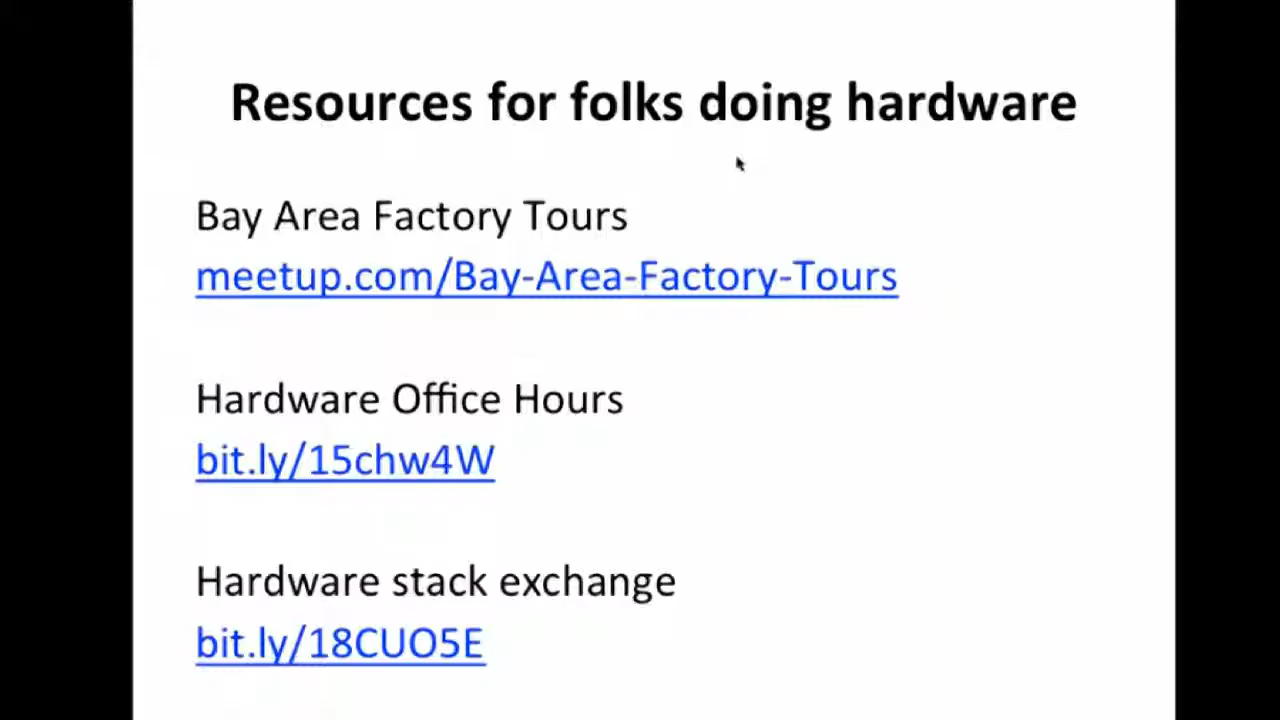 Resources for folks doing hardware
Bay Area Factory Tours
meetup.com/Bay-Area-Factory-Tours
Hardware Office Hours
bit.ly/15chw4W
Hardware stack exchange
bit.ly/18CUO5E